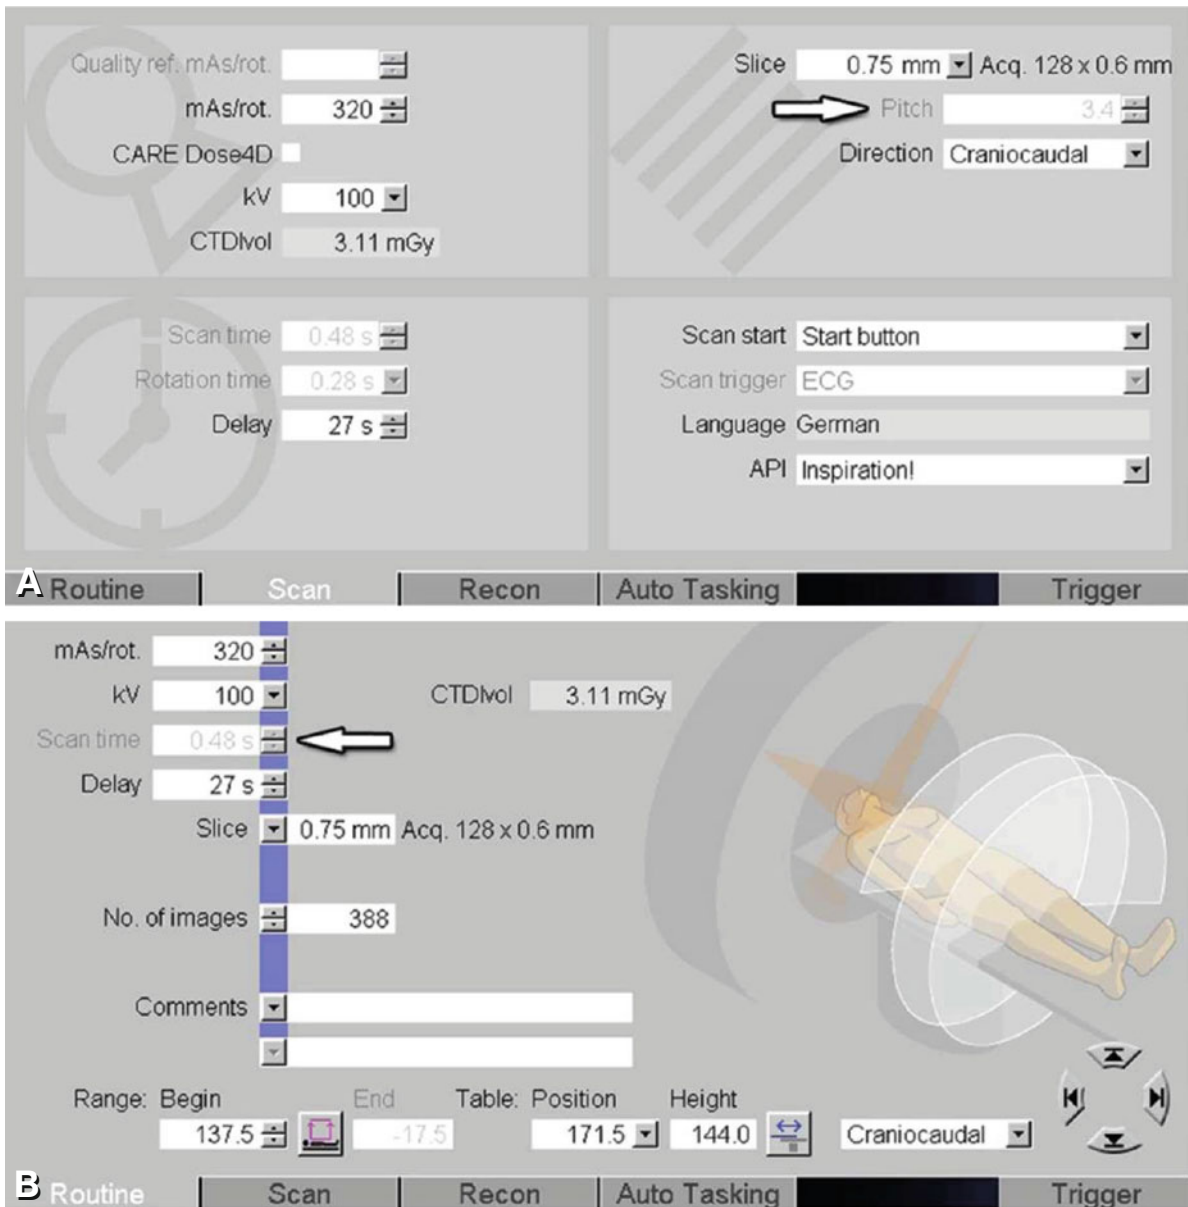 Quality ref. mAs/rot.
mAs/rot. 320
CARE Dose4D
kV 100
CTDIvol 3.11 mGy
Slice 0.75 mm Acq. 128 x 0.6 mm
Pitch 3.4
Direction Craniocaudal
Scan time 0.48 s
Rotation time 0.28 s
Delay 27 s
Scan start Start button
Scan trigger ECG
Language German
API Inspiration!
A Routine Scan Recon Auto Tasking Trigger
mAs/rot. 320
kV 100 CTDIvol 3.11 mGy
Scan time 0.48 s
Delay 27 s
Slice 0.75 mm Acq. 128 x 0.6 mm
No. of images 388
Comments
Range: Begin End Table: Position Height
137.5 -17.5 171.5 144.0 Craniocaudal
B Routine Scan Recon Auto Tasking Trigger